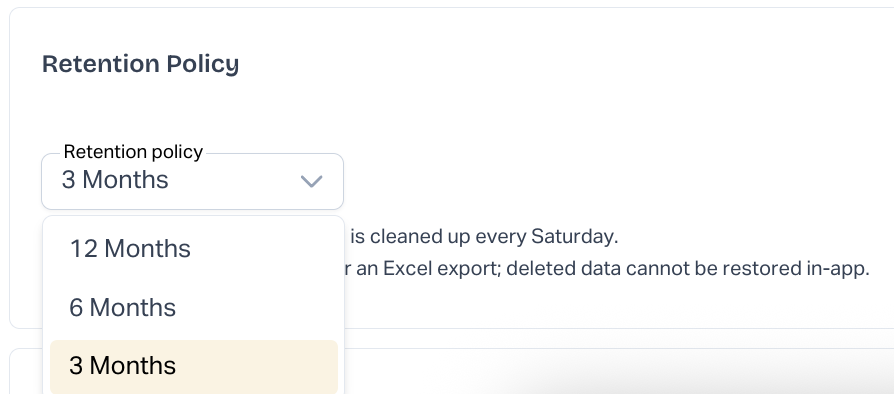 Retention Policy
Retention policy
3 Months
12 Months
is cleaned up every Saturday.
an Excel export; deleted data cannot be restored in-app.
6 Months
3 Months